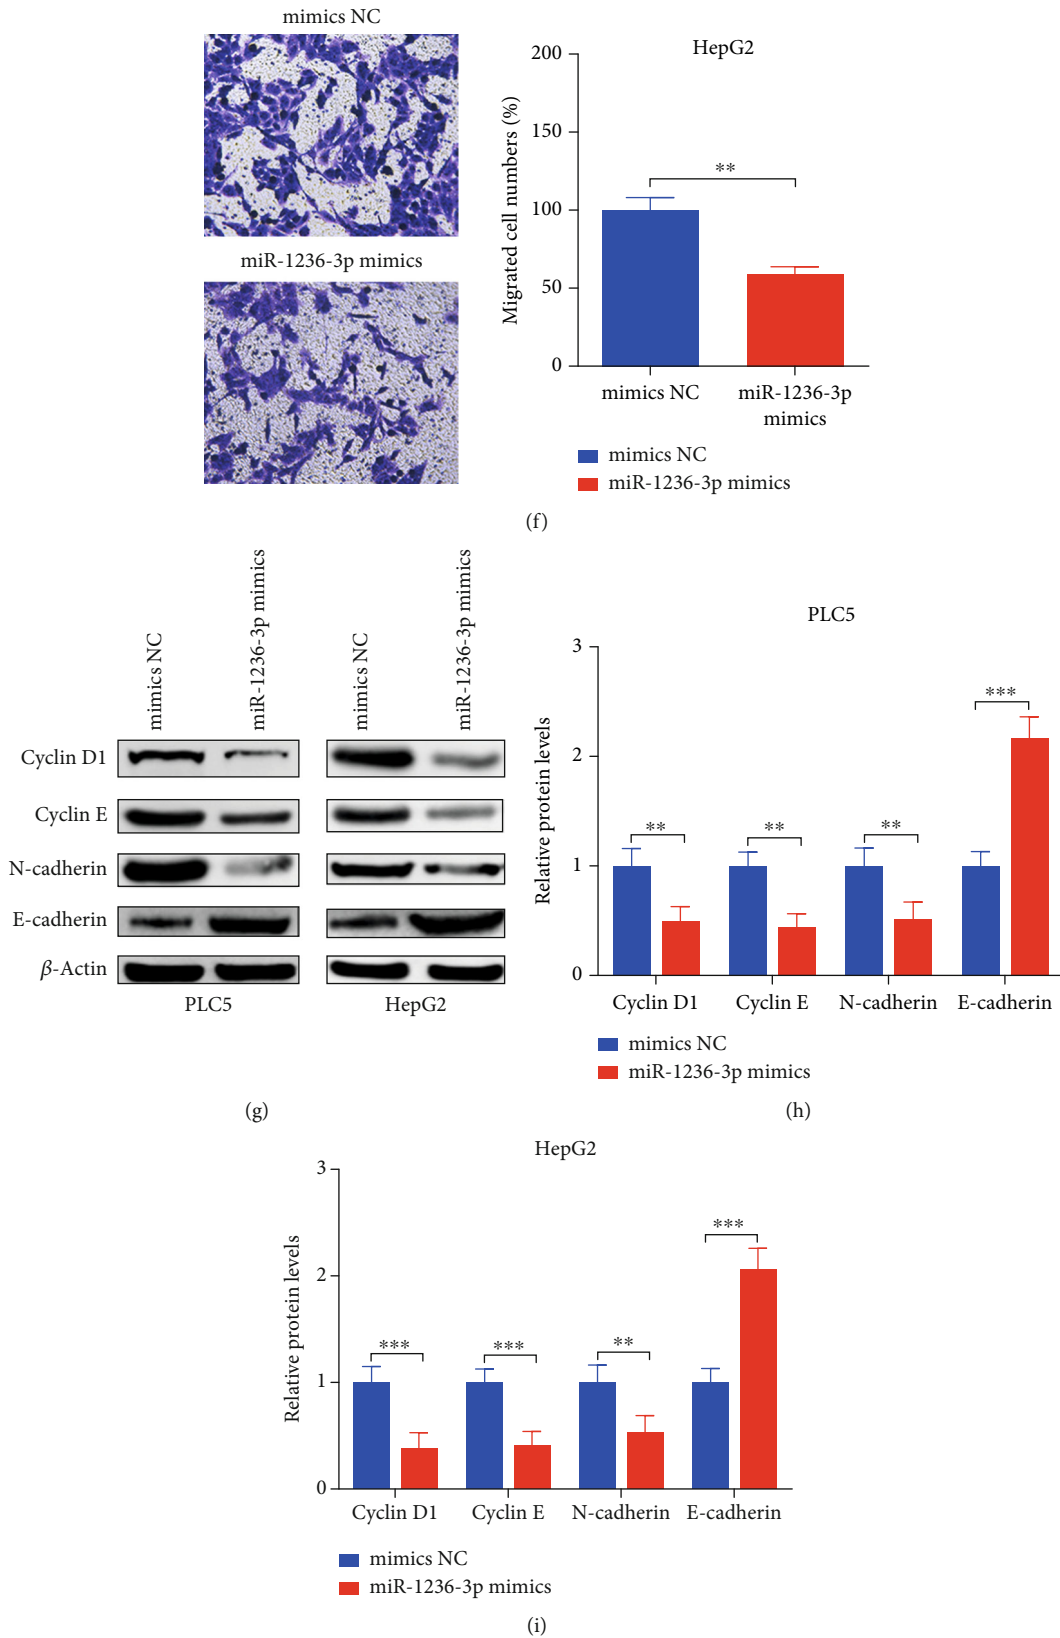 mimics NC
miR-1236-3p mimics
HepG2
Migrated cell numbers (%)
200
150
100
50
0
**
mimics NC
miR-1236-3p
mimics
mimics NC
miR-1236-3p mimics
(f)
mimics NC
miR-1236-3p mimics
mimics NC
miR-1236-3p mimics
Cyclin D1
Cyclin E
N-cadherin
E-cadherin
β-Actin
PLC5
HepG2
(g)
PLC5
Relative protein levels
3
2
1
0
**
**
**
***
Cyclin D1
Cyclin E
N-cadherin
E-cadherin
mimics NC
miR-1236-3p mimics
(h)
HepG2
Relative protein levels
3
2
1
0
***
***
**
***
Cyclin D1
Cyclin E
N-cadherin
E-cadherin
mimics NC
miR-1236-3p mimics
(i)